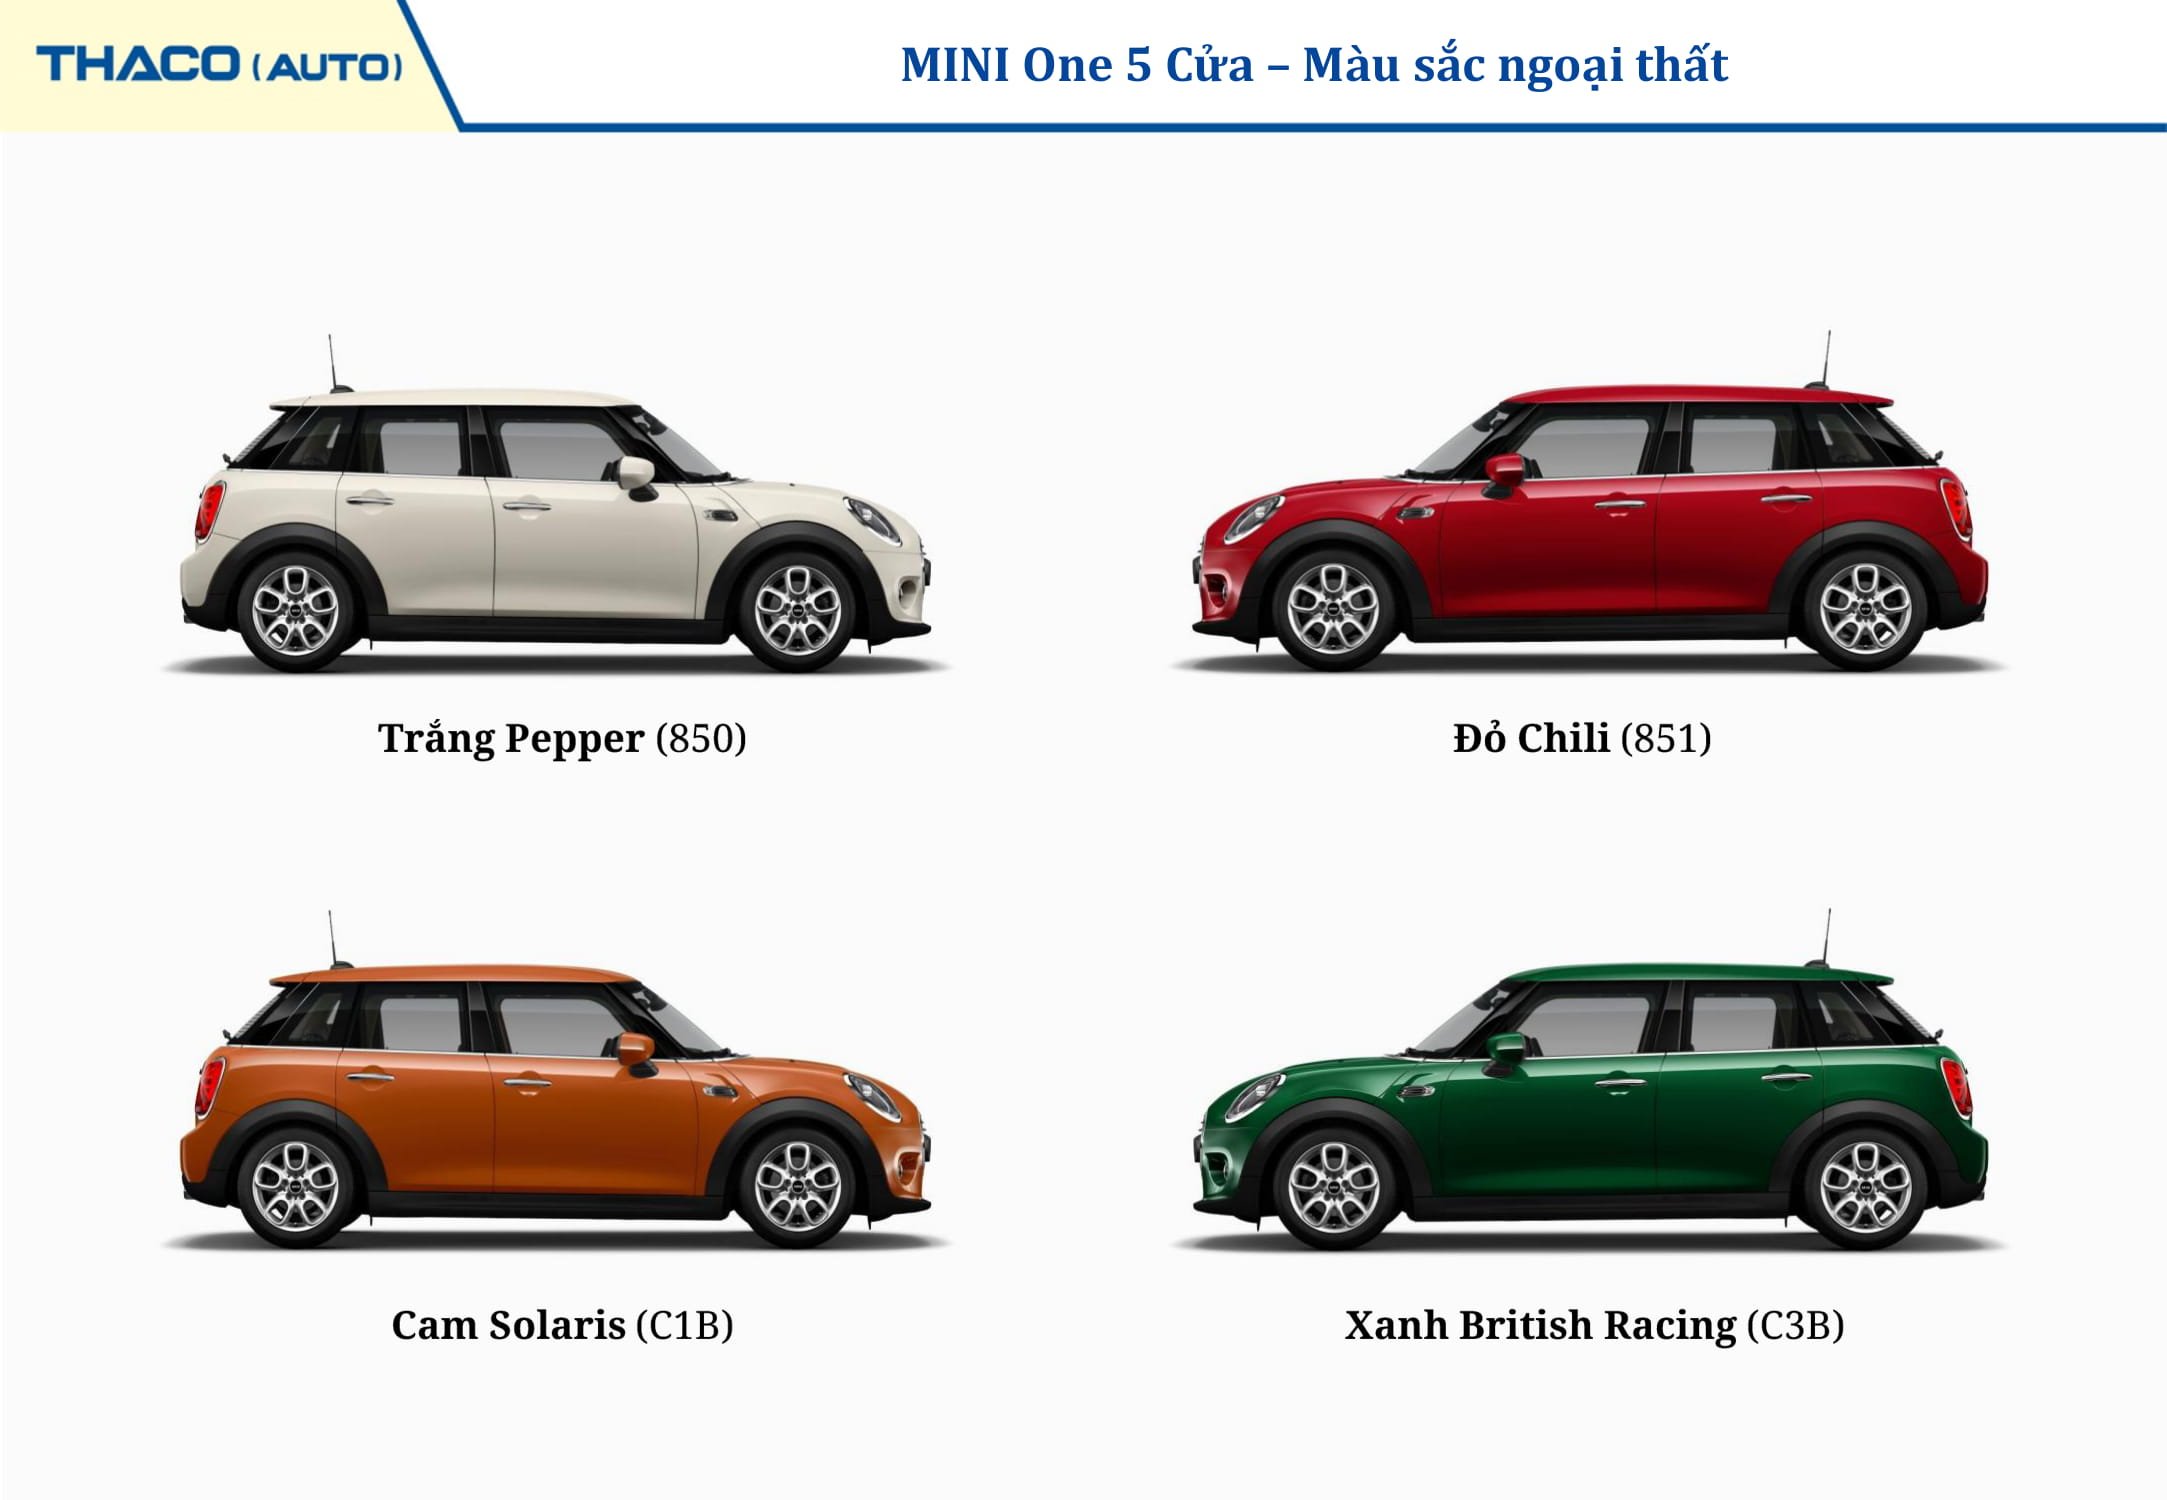 THACO (AUTO)
MINI One 5 Cửa – Màu sắc ngoại thất
Trắng Pepper (850)
Đỏ Chili (851)
Cam Solaris (C1B)
Xanh British Racing (C3B)